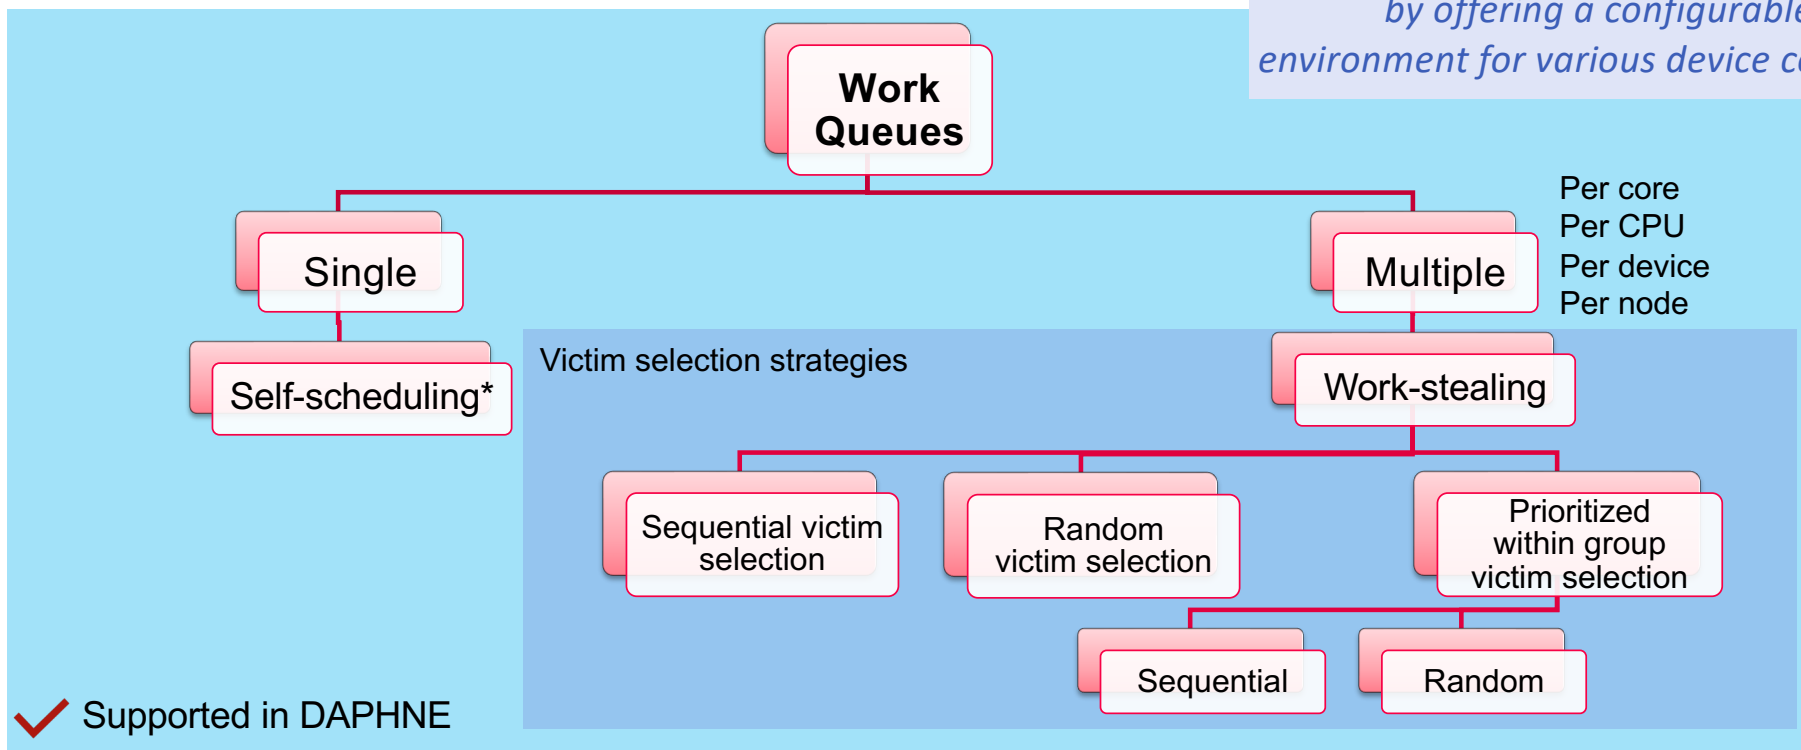 by offering a configurable
environment for various device
Work
Queues
Per core
Per CPU
Per device
Per node
Single
Multiple
Self-scheduling*
Victim selection strategies
Work-stealing
Sequential victim
selection
Random
victim selection
Prioritized
within group
victim selection
Sequential
Random
Supported in DAPHNE